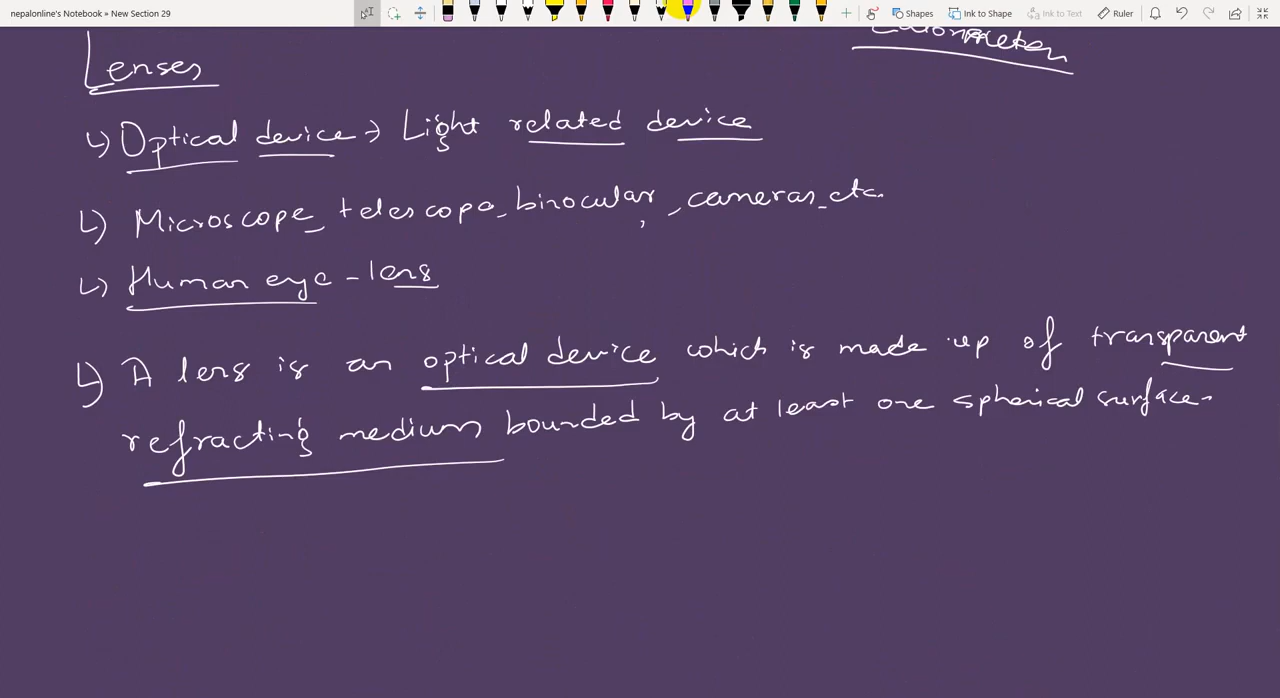 nepalonline's Notebook » New Section 29
Shapes
Ink to Shape
Ink to Text
Ruler
Lenses
↳ Optical device → Light related device
↳ Microscope, telescope, binocular, cameras, etc.
↳ Human eye - lens
↳ A lens is an optical device which is made up of transparent
refracting medium bounded by at least one spherical surface.